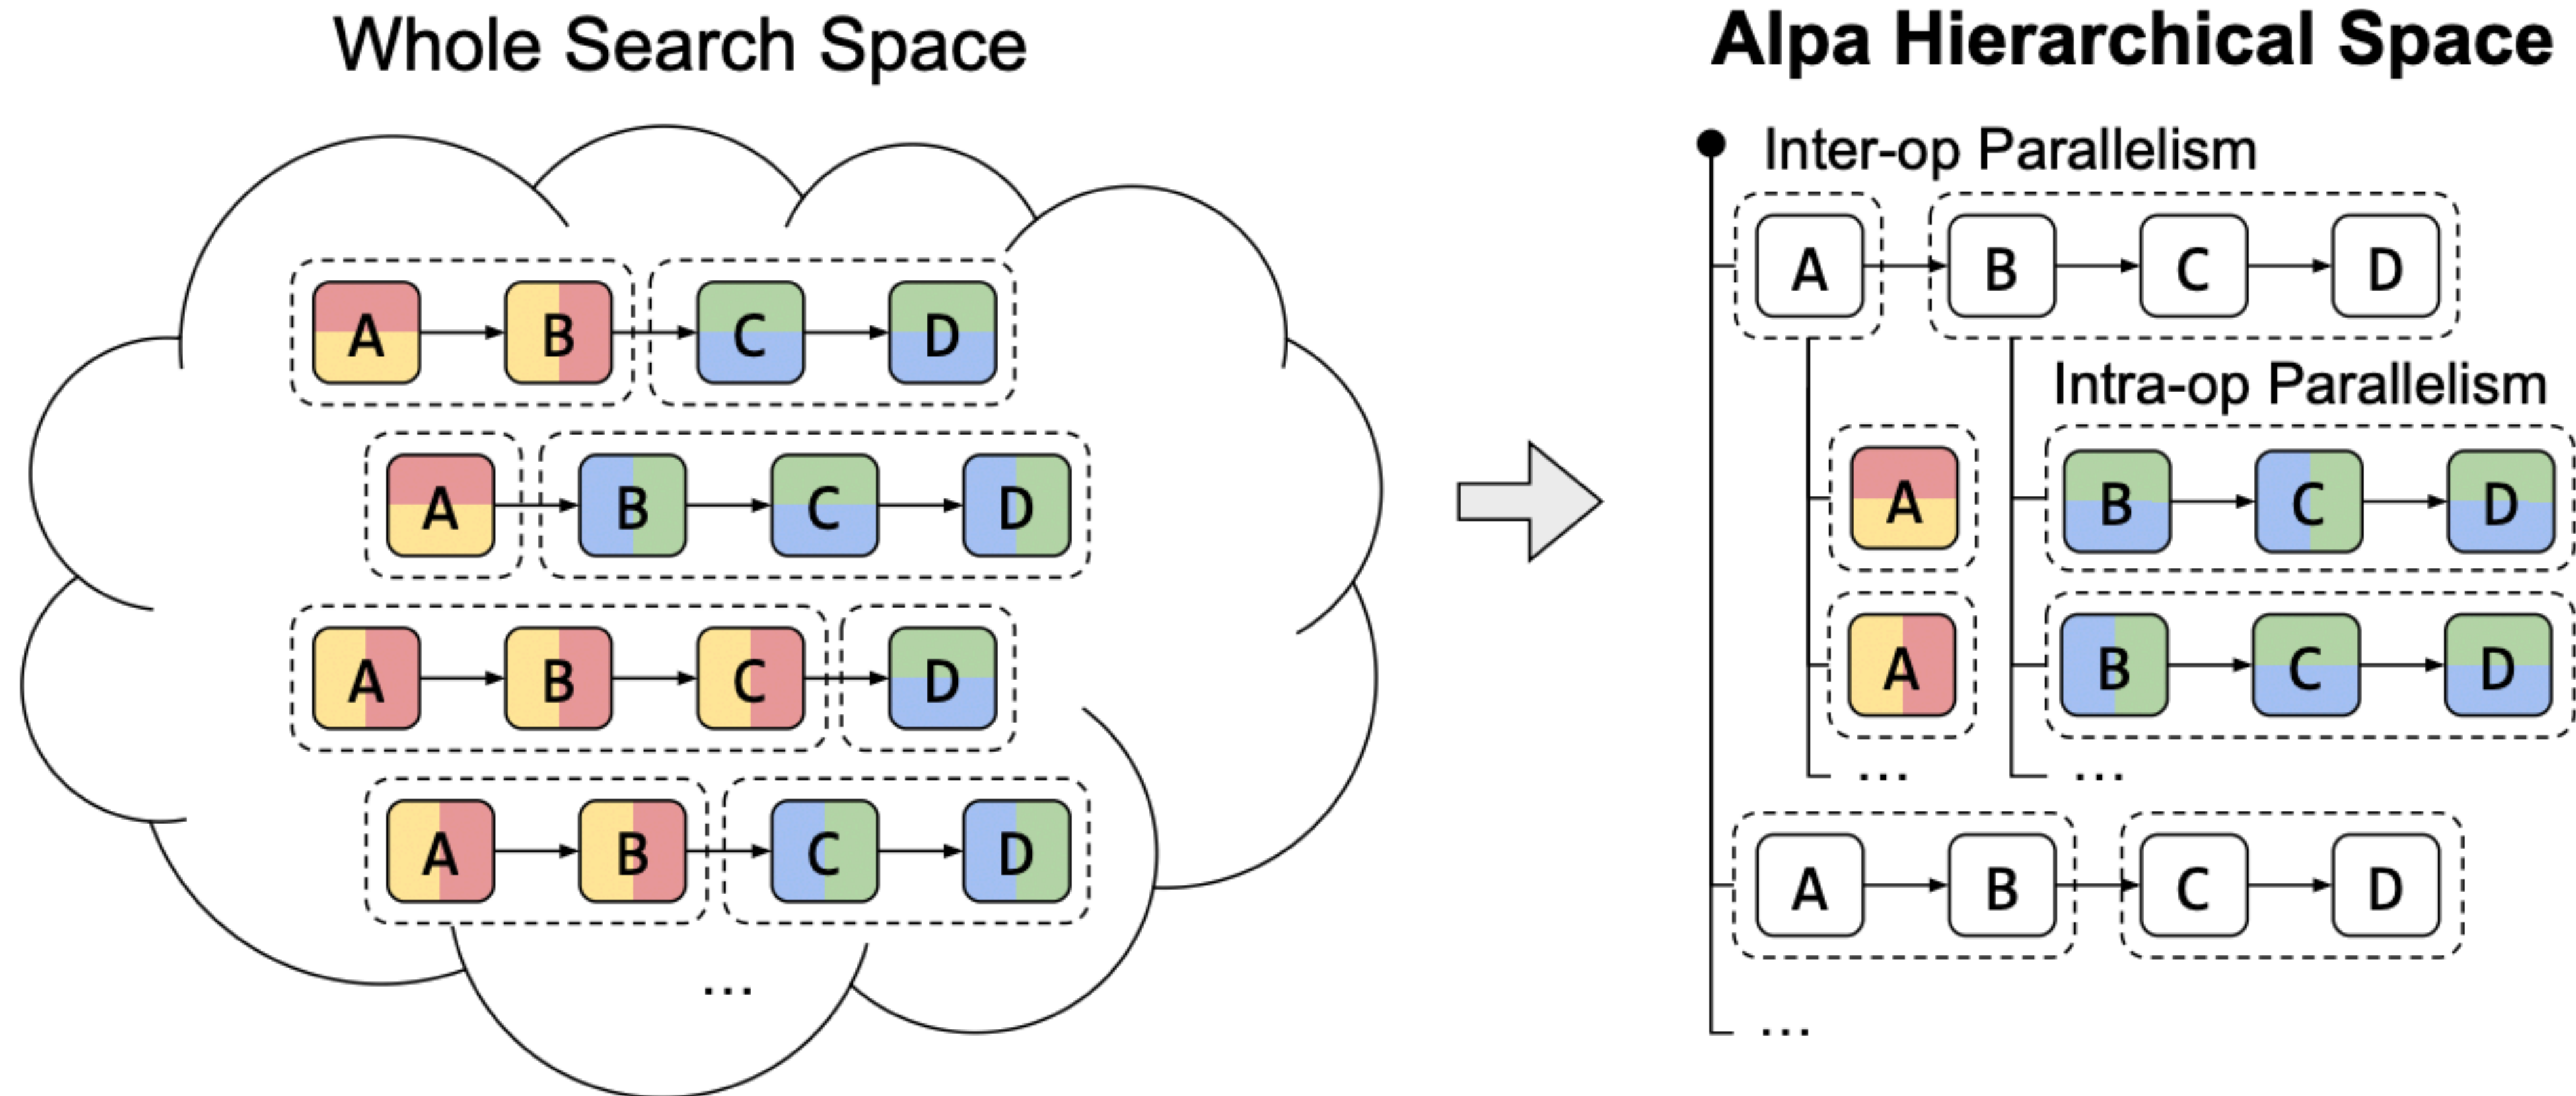 Whole Search Space
A B C D
A B C D
A B C D
A B C D
...
Alpa Hierarchical Space
Inter-op Parallelism
A B C D
Intra-op Parallelism
A B C D
A B C D
... ...
A B C D
...